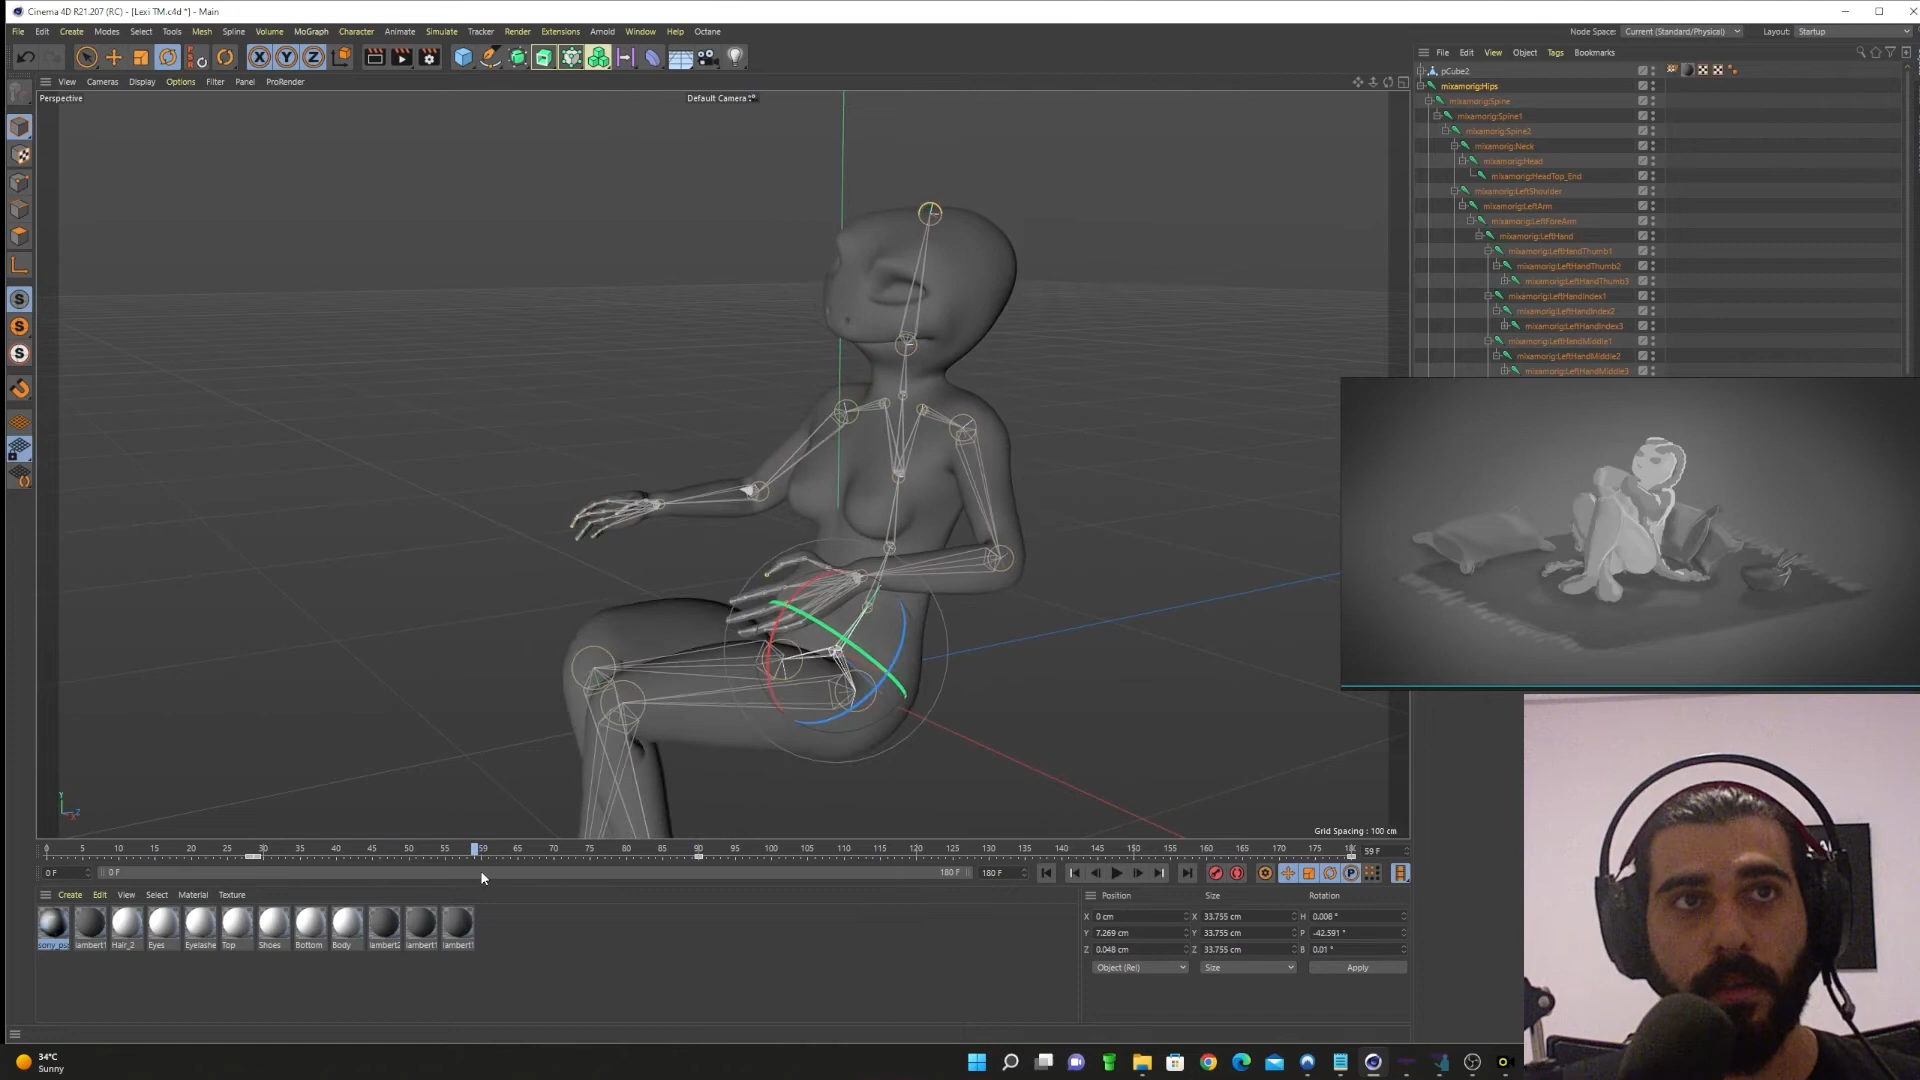 Cinema 4D R21.207 (RC) - [Lexi TM.c4d *] - Main
File Edit Create Modes Select Tools Mesh Spline Volume MoGraph Character Animate Simulate Tracker Render Extensions Arnold Window Help Octane
Node Space: Current (Standard/Physical) Layout: Startup
File Edit View Object Tags Bookmarks
View Cameras Display Options Filter Panel ProRender
Perspective
Default Camera
pCube2
mixamorig:Hips
mixamorig:Spine
mixamorig:Spine1
mixamorig:Spine2
mixamorig:Neck
mixamorig:Head
mixamorig:HeadTop_End
mixamorig:LeftShoulder
mixamorig:LeftArm
mixamorig:LeftForeArm
mixamorig:LeftHand
mixamorig:LeftHandThumb1
mixamorig:LeftHandThumb2
mixamorig:LeftHandThumb3
mixamorig:LeftHandIndex1
mixamorig:LeftHandIndex2
mixamorig:LeftHandIndex3
mixamorig:LeftHandMiddle1
mixamorig:LeftHandMiddle2
mixamorig:LeftHandMiddle3
Grid Spacing : 100 cm
0 5 10 15 20 25 30 35 40 45 50 55 59 65 70 75 80 85 90 95 100 105 110 115 120 125 130 135 140 145 150 155 160 165 170 175 59 F
0 F 0 F 180 F 180 F
Create Edit View Select Material Texture
lambert1 Hair_2 Eyes Eyelashe Top Shoes Bottom Body lambert2 lambert1 lambert1
Position Size Rotation
X 0 cm X 33.755 cm H 0.008 °
Y 7.269 cm Y 33.755 cm P -42.591 °
Z 0.048 cm Z 33.755 cm B 0.01 °
Object (Rel) Size Apply
34°C
Sunny